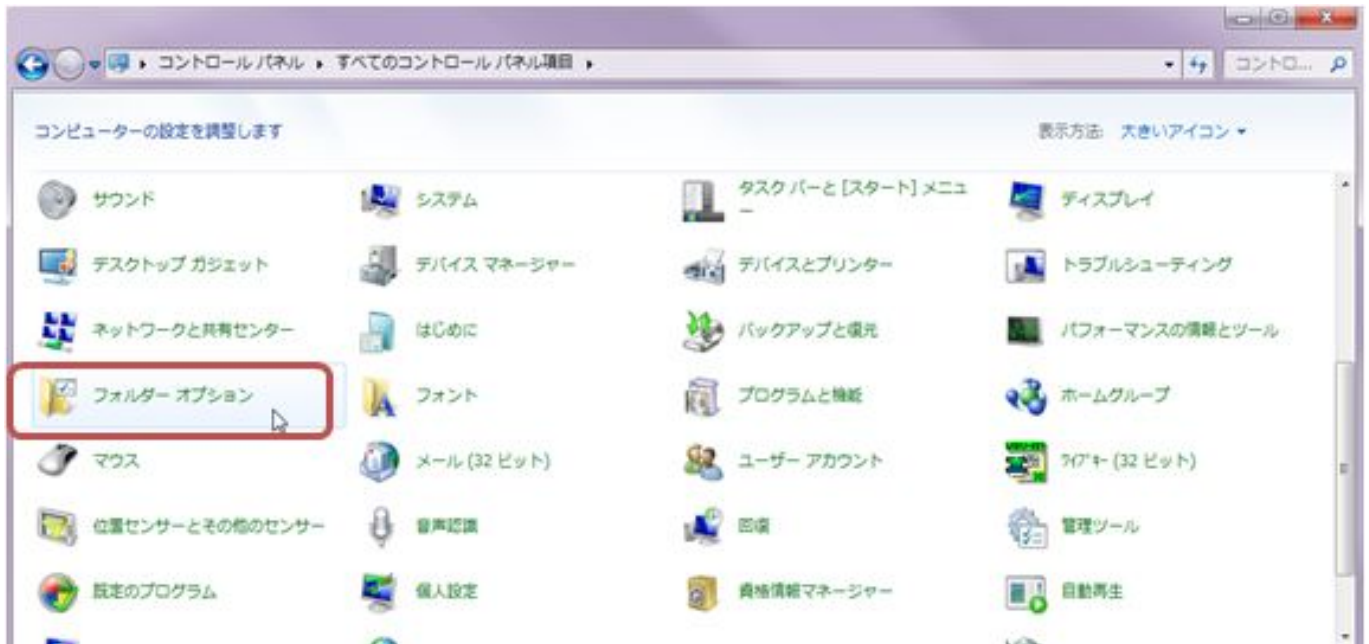 コントロール パネル ▸ すべてのコントロール パネル項目 ▸
コントロ...
コンピューターの設定を調整します
表示方法: 大きいアイコン
サウンド
システム
タスク バーと [スタート] メニュー
ディスプレイ
デスクトップ ガジェット
デバイス マネージャー
デバイスとプリンター
トラブルシューティング
ネットワークと共有センター
はじめに
バックアップと復元
パフォーマンスの情報とツール
フォルダー オプション
フォント
プログラムと機能
ホームグループ
マウス
メール (32 ビット)
ユーザー アカウント
ﾗｲﾌﾞｷｰ (32 ビット)
位置センサーとその他のセンサー
音声認識
回復
管理ツール
既定のプログラム
個人設定
資格情報マネージャー
自動再生